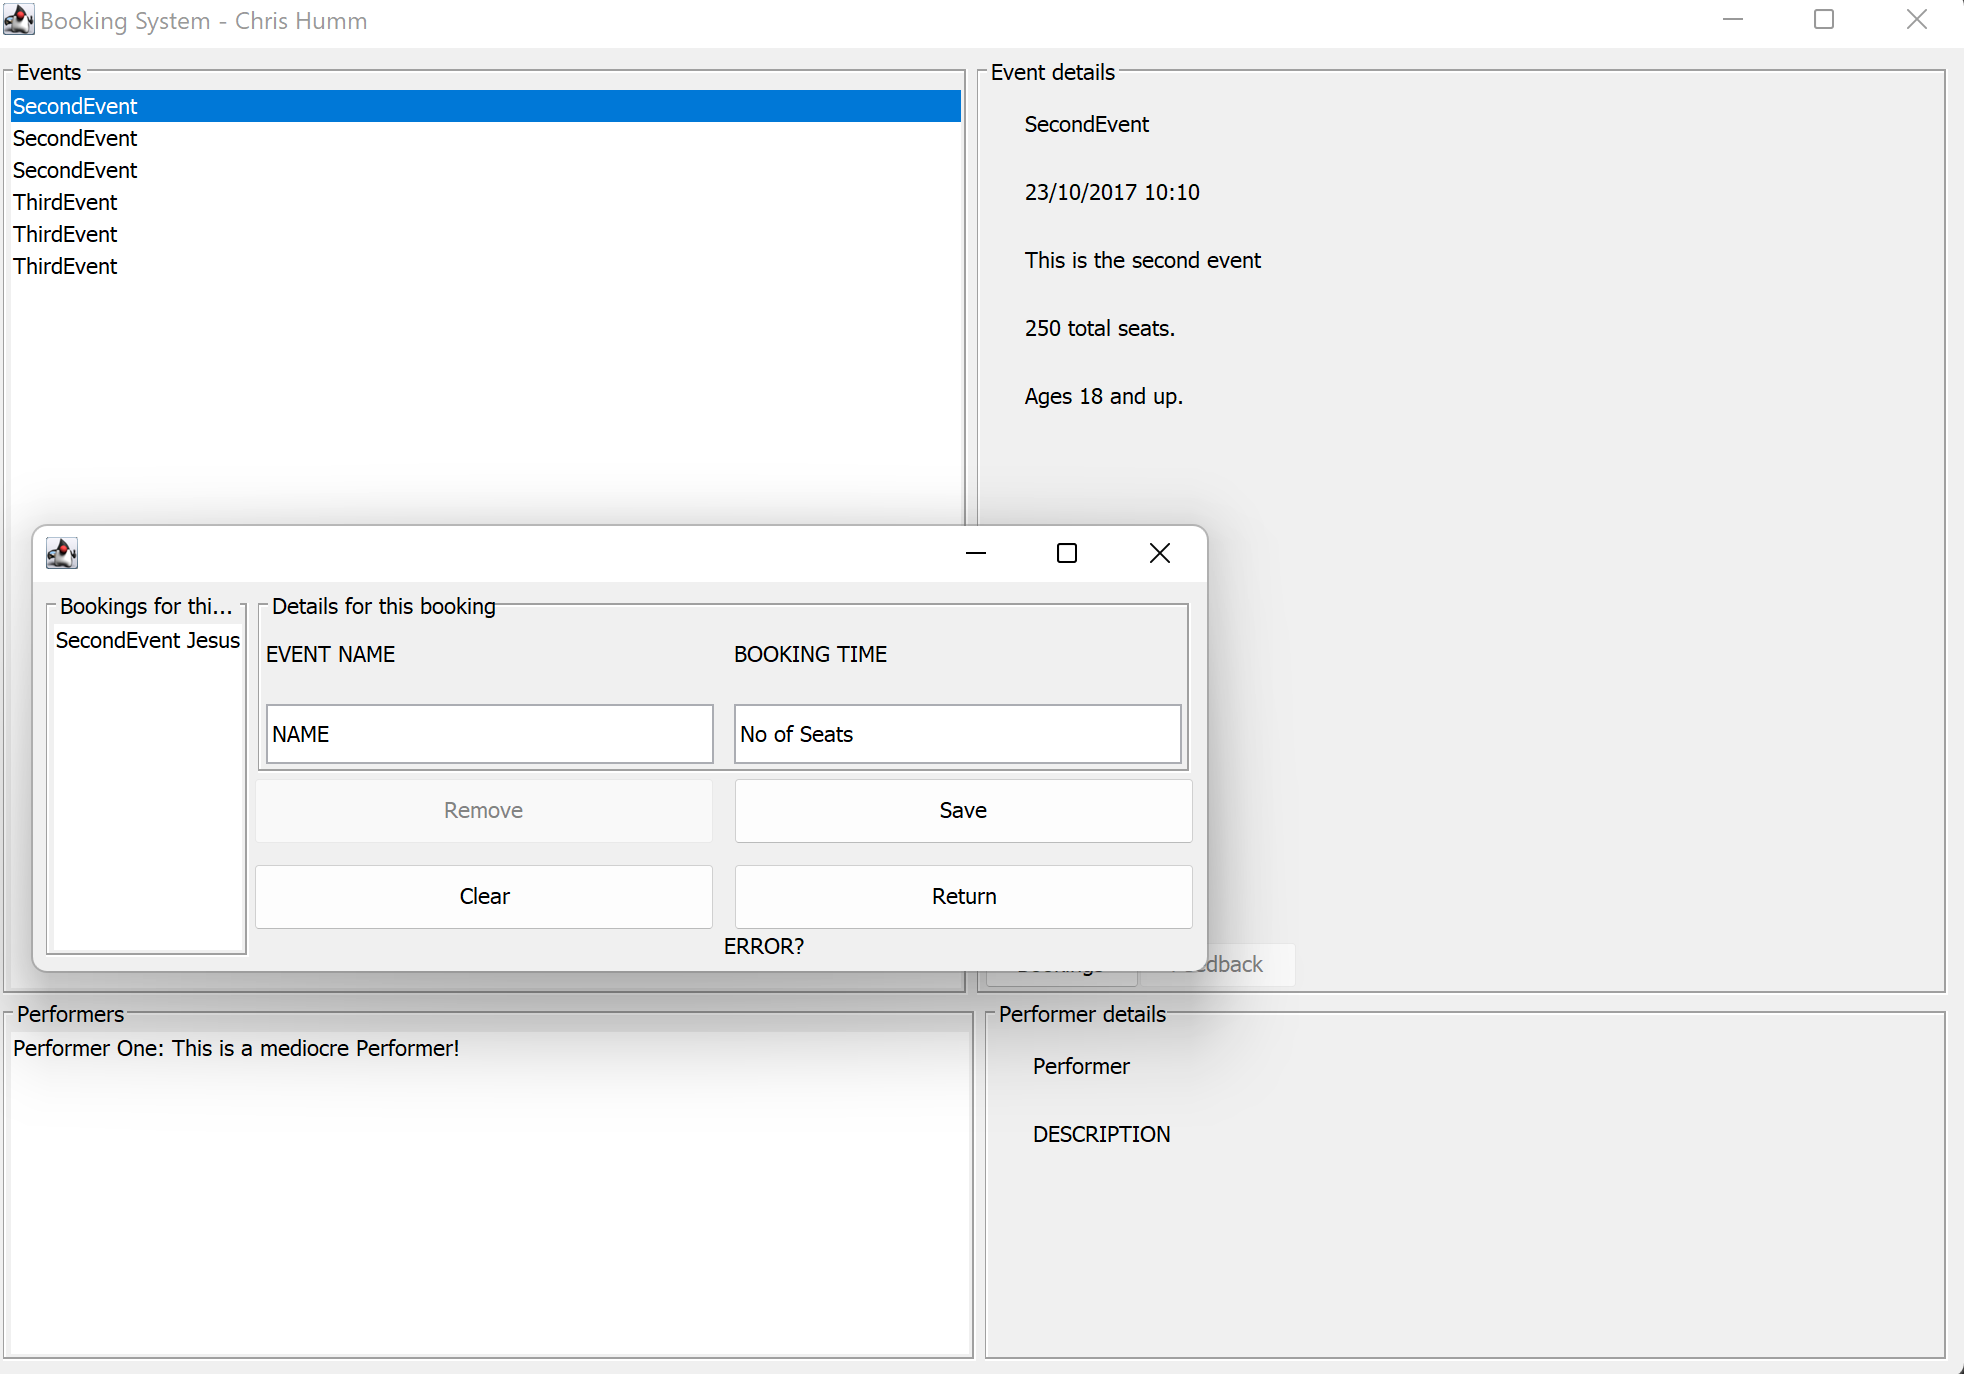 Booking System - Chris Humm
Events
SecondEvent
SecondEvent
SecondEvent
ThirdEvent
ThirdEvent
ThirdEvent
Event details
SecondEvent
23/10/2017 10:10
This is the second event
250 total seats.
Ages 18 and up.
Bookings for thi...
SecondEvent Jesus
Details for this booking
EVENT NAME
BOOKING TIME
NAME
No of Seats
Remove
Save
Clear
Return
ERROR?
Performers
Performer One: This is a mediocre Performer!
Performer details
Performer
DESCRIPTION